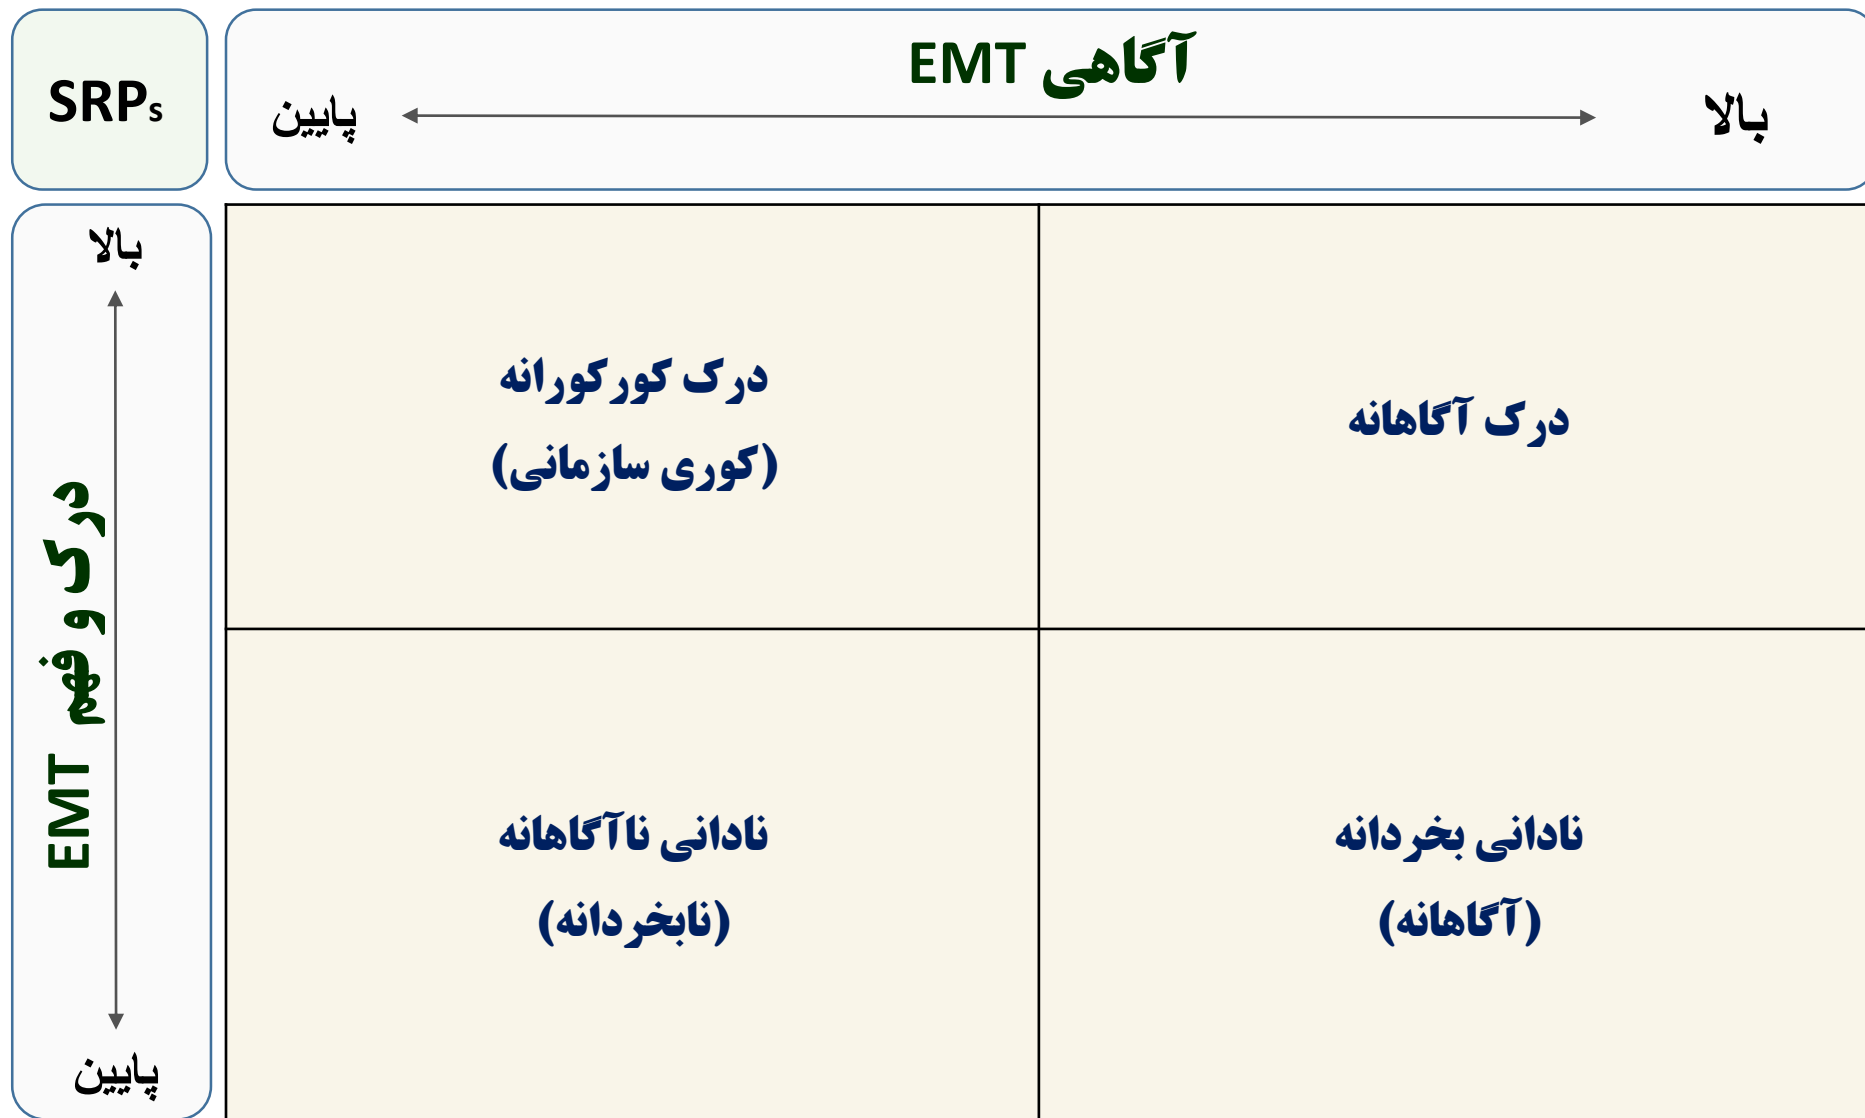 SRPs
آگاهی EMT
پایین
بالا
بالا
درک و فهم EMT
پایین
درک کورکورانه
(کوری سازمانی)
درک آگاهانه
نادانی ناآگاهانه
(نابخردانه)
نادانی بخردانه
(آگاهانه)